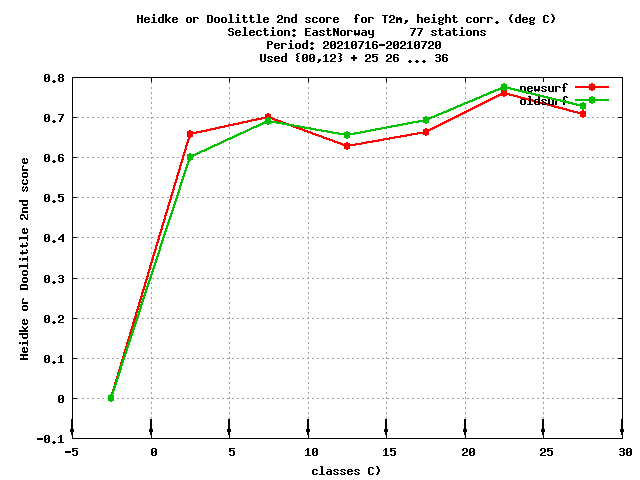 Heidke or Doolittle 2nd score  for T2m, height corr. (deg C)
Selection: EastNorway     77 stations
Period: 20210716-20210720
Used {00,12} + 25 26 ... 36
newsurf
oldsurf
0.8
0.7
0.6
0.5
0.4
0.3
0.2
0.1
0
-0.1
Heidke or Doolittle 2nd score
-5 0 5 10 15 20 25 30
classes C)